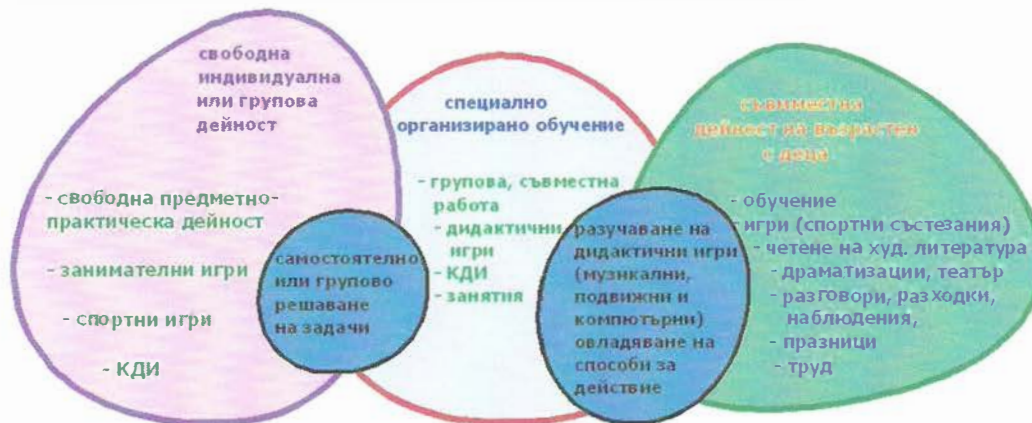 свободна
индивидуална
или групова
дейност
- свободна предметно-
практическа дейност
- занимателни игри
- спортни игри
- КДИ
самостоятелно
или групово
решаване
на задачи
специално
организирано обучение
- групова, съвместна
работа
- дидактични
игри
- КДИ
- занятия
разучаване на
дидактични игри
(музикални,
подвижни и
компютърни)
овладяване на
способи за
действие
съвместна
дейност на възрастен
с деца
- обучение
- игри (спортни състезания)
- четене на худ. литература
- драматизации, театър
- разговори, разходки,
наблюдения,
- празници
- труд